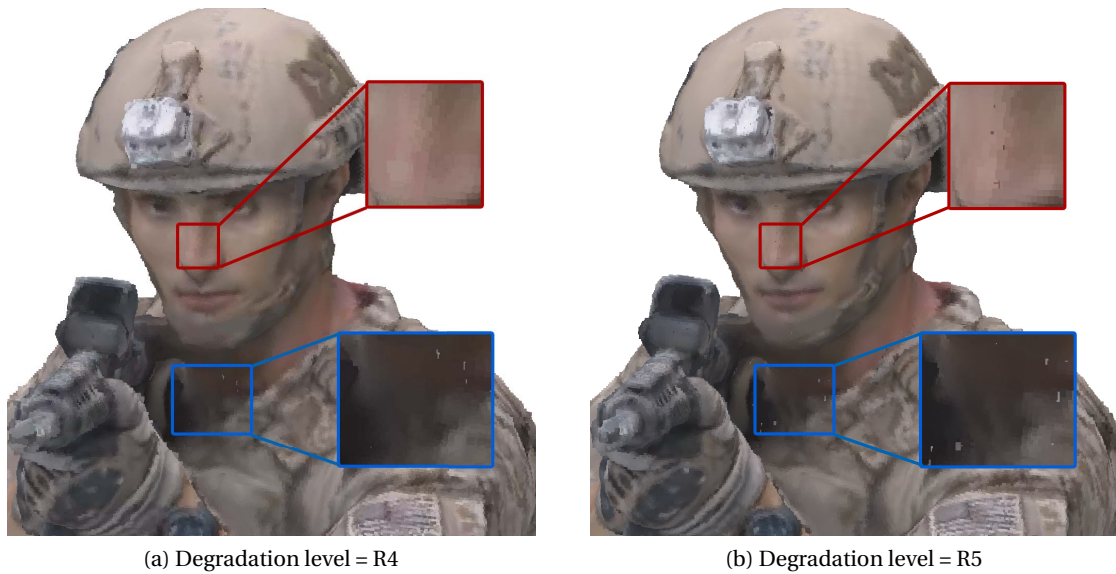 (a) Degradation level = R4
(b) Degradation level = R5